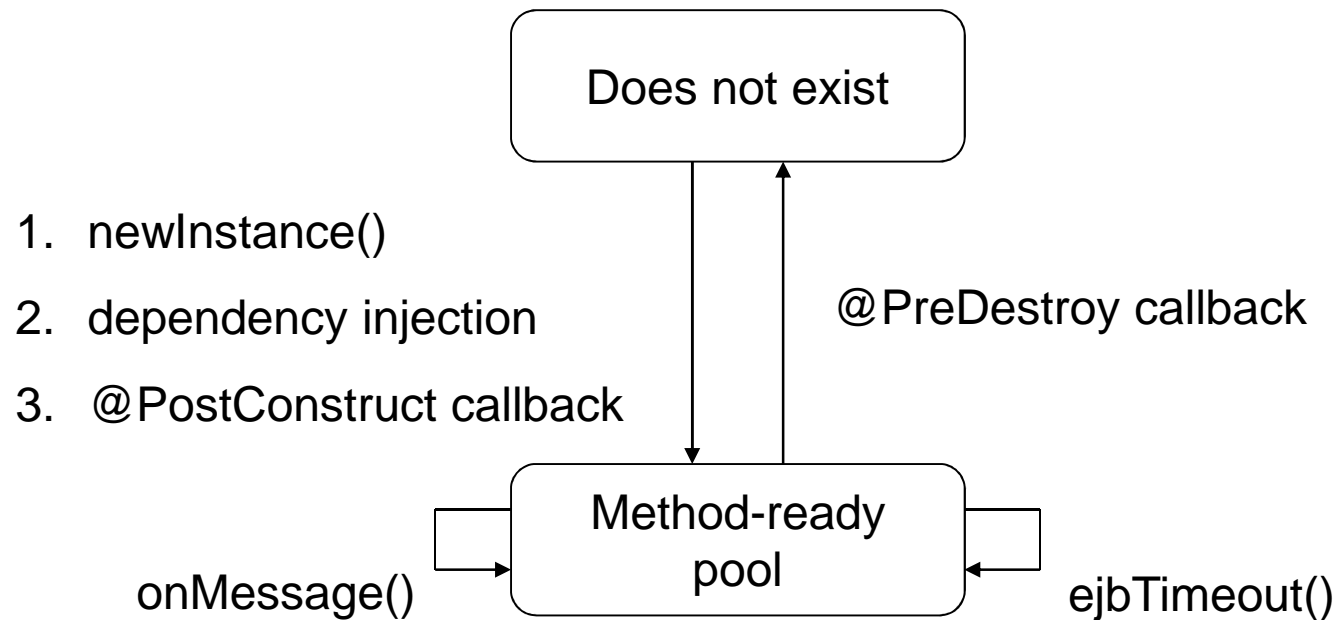 Does not exist
1. newInstance()
2. dependency injection
3. @PostConstruct callback
@PreDestroy callback
Method-ready
pool
onMessage()
ejbTimeout()